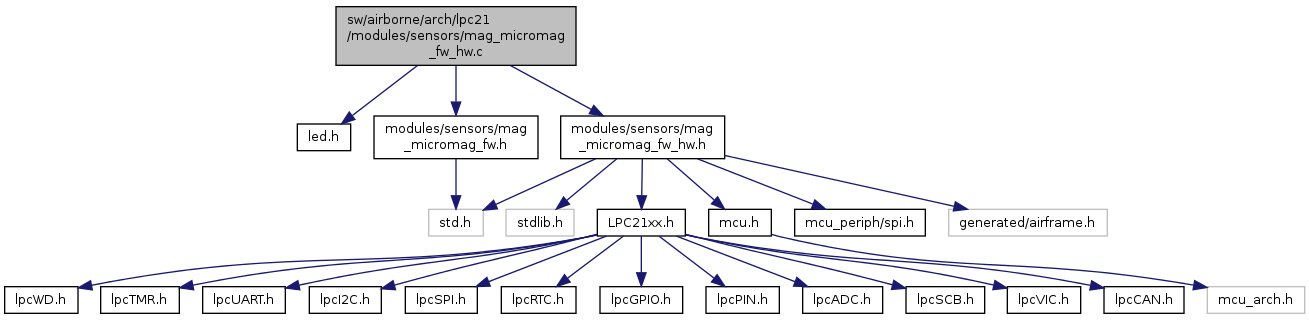 sw/airborne/arch/lpc21
/modules/sensors/mag_micromag
_fw_hw.c
led.h
modules/sensors/mag
_micromag_fw.h
modules/sensors/mag
_micromag_fw_hw.h
std.h
stdlib.h
LPC21xx.h
mcu.h
mcu_periph/spi.h
generated/airframe.h
lpcWD.h
lpcTMR.h
lpcUART.h
lpcI2C.h
lpcSPI.h
lpcRTC.h
lpcGPIO.h
lpcPIN.h
lpcADC.h
lpcSCB.h
lpcVIC.h
lpcCAN.h
mcu_arch.h